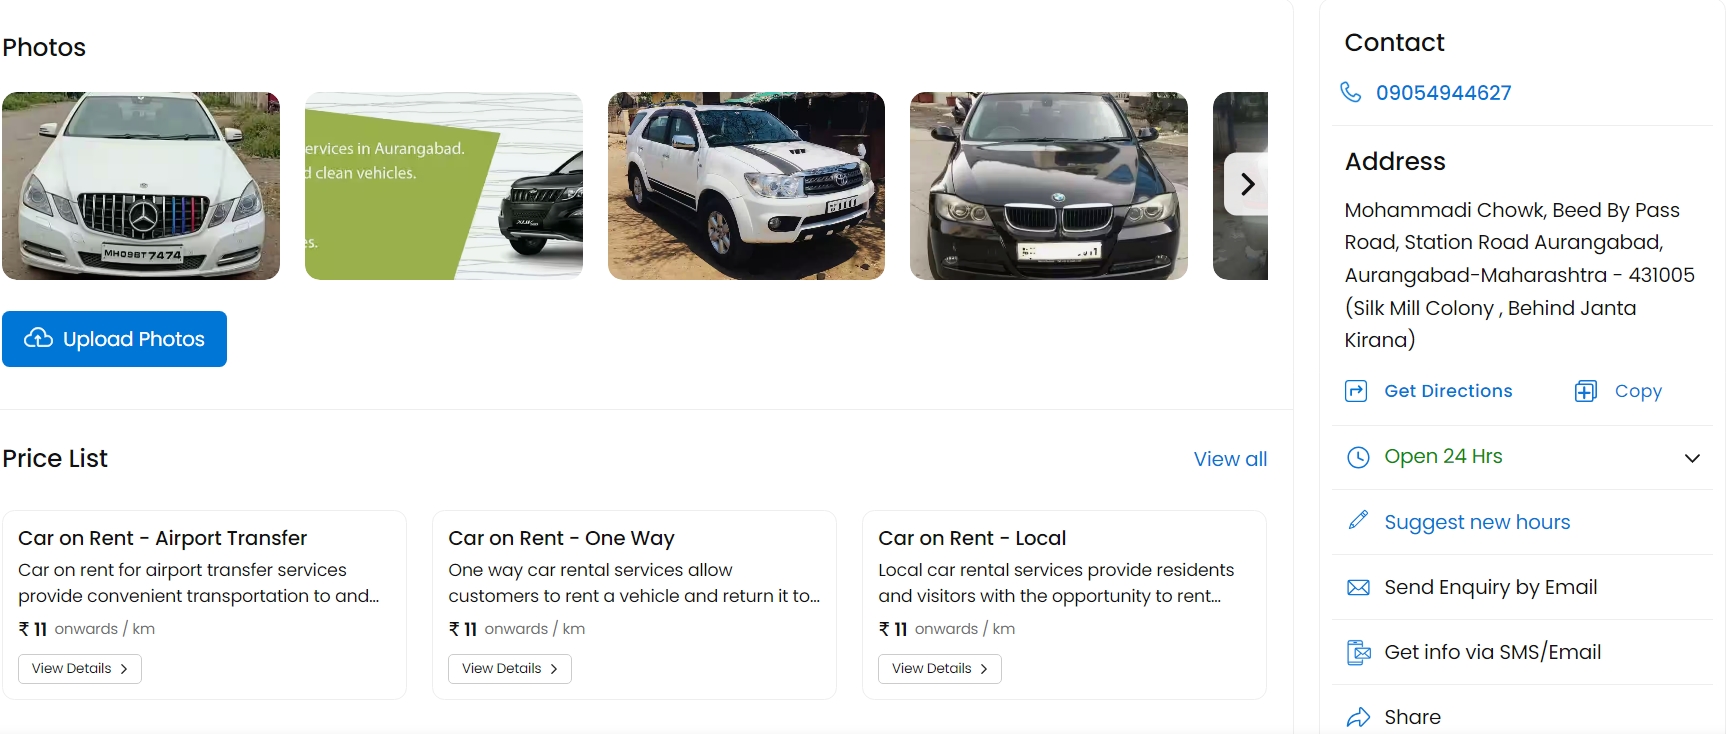 Photos
MH09BT7474
ervices in Aurangabad.
d clean vehicles.
es.
Upload Photos
Price List
View all
Car on Rent - Airport Transfer
Car on rent for airport transfer services
provide convenient transportation to and...
₹ 11 onwards / km
View Details
Car on Rent - One Way
One way car rental services allow
customers to rent a vehicle and return it to...
₹ 11 onwards / km
View Details
Car on Rent - Local
Local car rental services provide residents
and visitors with the opportunity to rent...
₹ 11 onwards / km
View Details
Contact
09054944627
Address
Mohammadi Chowk, Beed By Pass
Road, Station Road Aurangabad,
Aurangabad-Maharashtra - 431005
(Silk Mill Colony , Behind Janta
Kirana)
Get Directions
Copy
Open 24 Hrs
Suggest new hours
Send Enquiry by Email
Get info via SMS/Email
Share